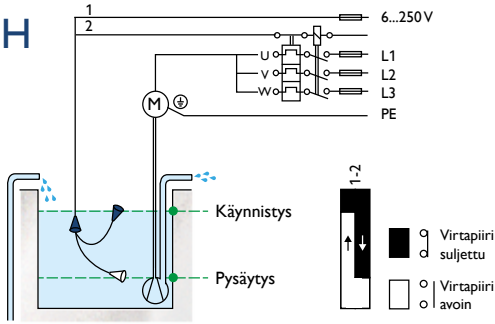 H
1
2
6...250 V
U
L1
V
L2
W
L3
M
PE
Käynnistys
Pysäytys
1-2
Virtapiiri
suljettu
Virtapiiri
avoin